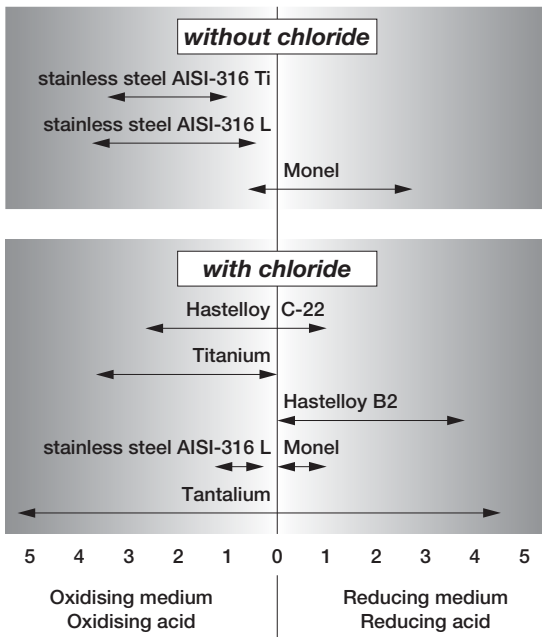 without chloride
stainless steel AISI-316 Ti
stainless steel AISI-316 L
Monel
with chloride
Hastelloy C-22
Titanium
Hastelloy B2
stainless steel AISI-316 L Monel
Tantalium
5 4 3 2 1 0 1 2 3 4 5
Oxidising medium Reducing medium
Oxidising acid Reducing acid